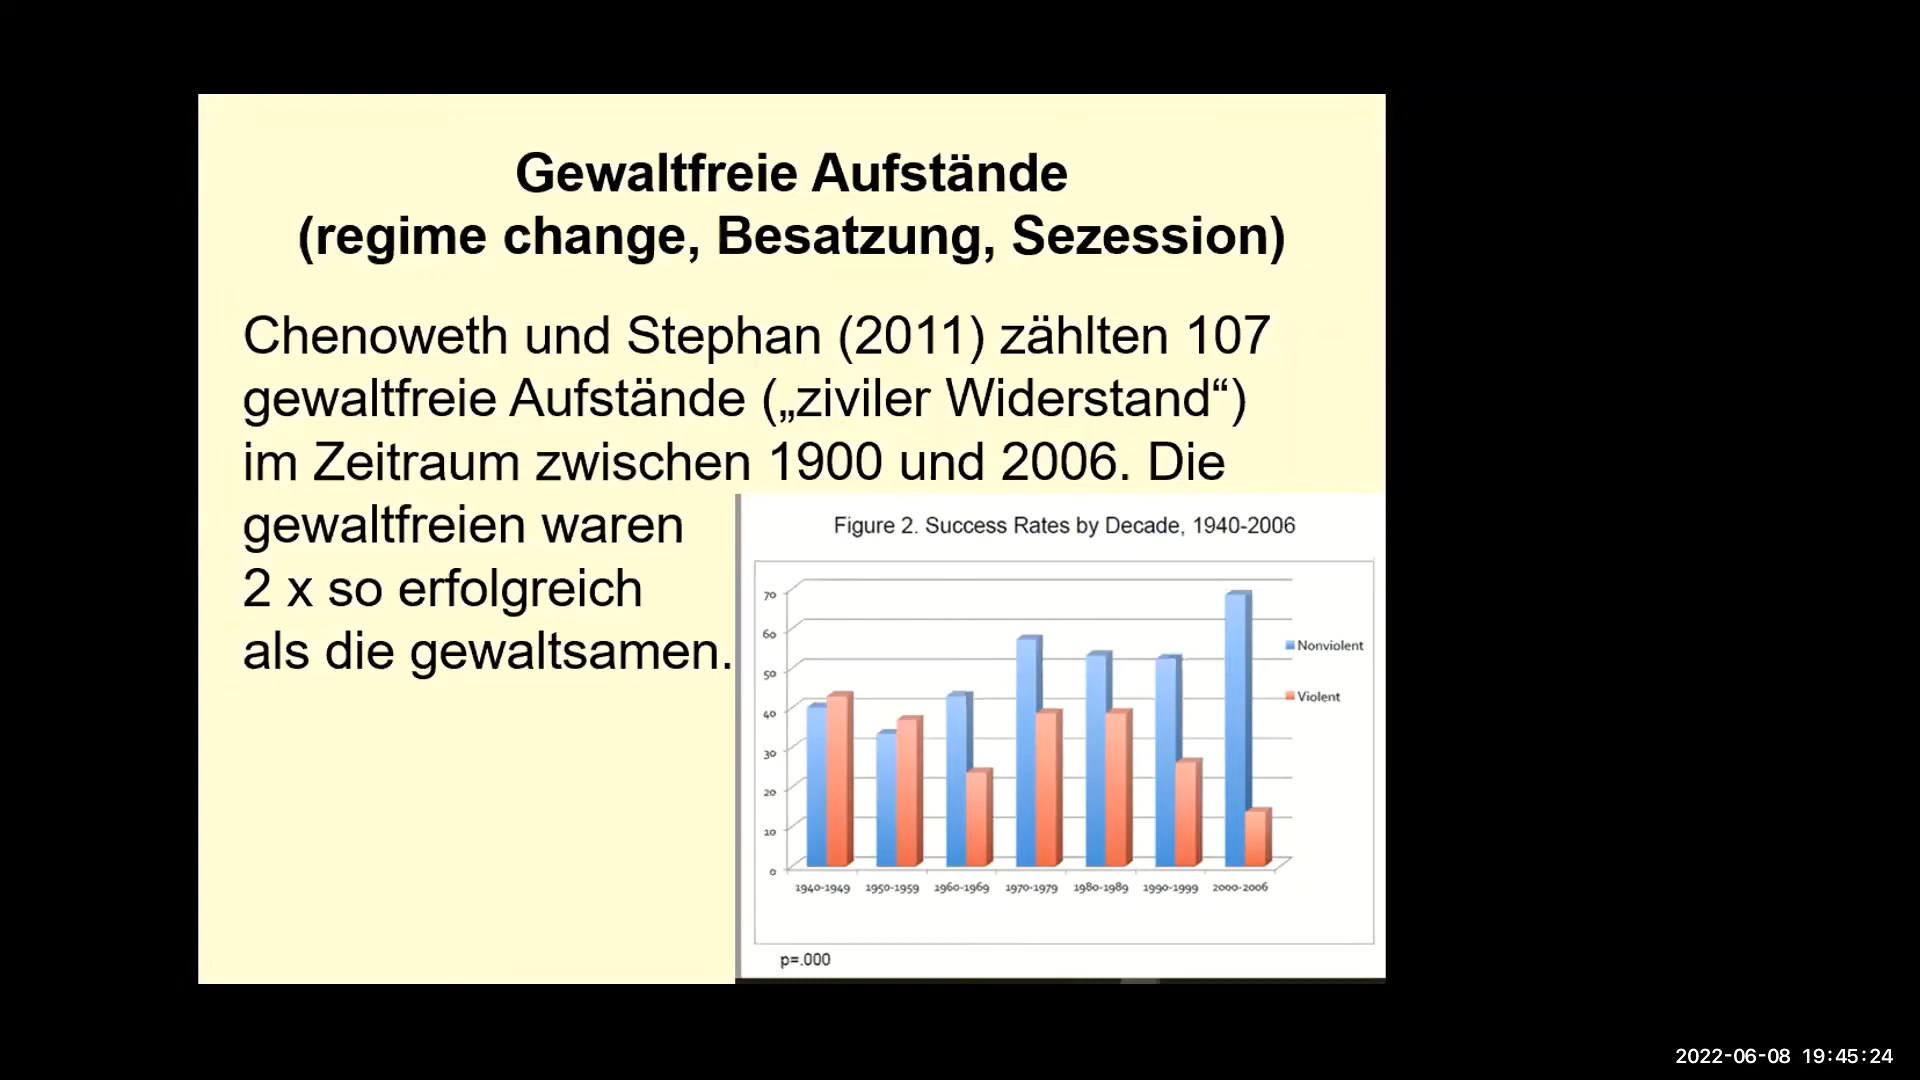 Gewaltfreie Aufstände
(regime change, Besatzung, Sezession)
Chenoweth und Stephan (2011) zählten 107
gewaltfreie Aufstände („ziviler Widerstand“)
im Zeitraum zwischen 1900 und 2006. Die
gewaltfreien waren
2 x so erfolgreich
als die gewaltsamen.
Figure 2. Success Rates by Decade, 1940-2006
70
60
50
40
30
20
10
0
Nonviolent
Violent
1940-1949 1950-1959 1960-1969 1970-1979 1980-1989 1990-1999 2000-2006
p=.000
2022-06-08 19:45:24